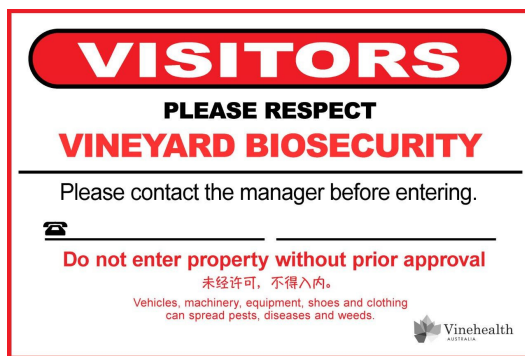 VISITORS
PLEASE RESPECT
VINEYARD BIOSECURITY
Please contact the manager before entering.
Do not enter property without prior approval
未经许可，不得入内。
Vehicles, machinery, equipment, shoes and clothing
can spread pests, diseases and weeds.
Vinehealth
AUSTRALIA